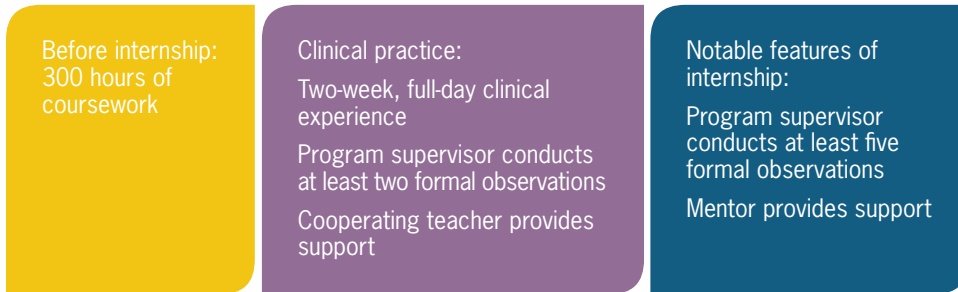 Before internship:
300 hours of
coursework
Clinical practice:
Two-week, full-day clinical
experience
Program supervisor conducts
at least two formal observations
Cooperating teacher provides
support
Notable features of
internship:
Program supervisor
conducts at least five
formal observations
Mentor provides support